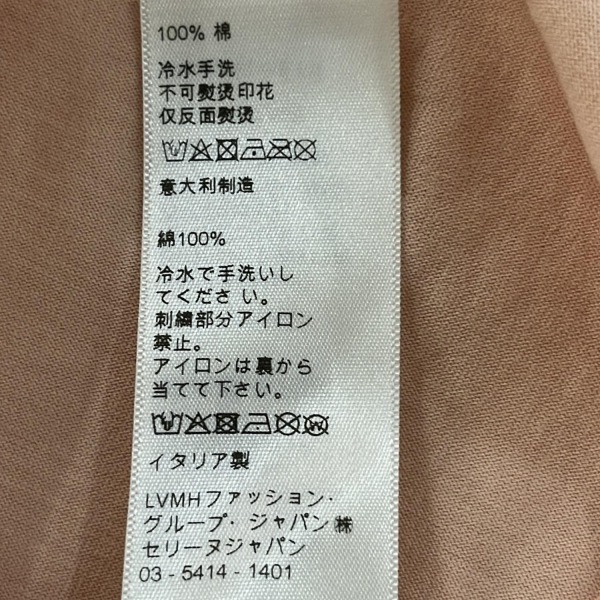 100% 棉
冷水手洗
不可熨烫印花
仅反面熨烫
意大利制造
綿100%
冷水で手洗いし
てください。
刺繍部分アイロン
禁止。
アイロンは裏から
当てて下さい。
イタリア製
LVMHファッション・
グループ・ジャパン㈱
セリーヌジャパン
03 - 5414 - 1401